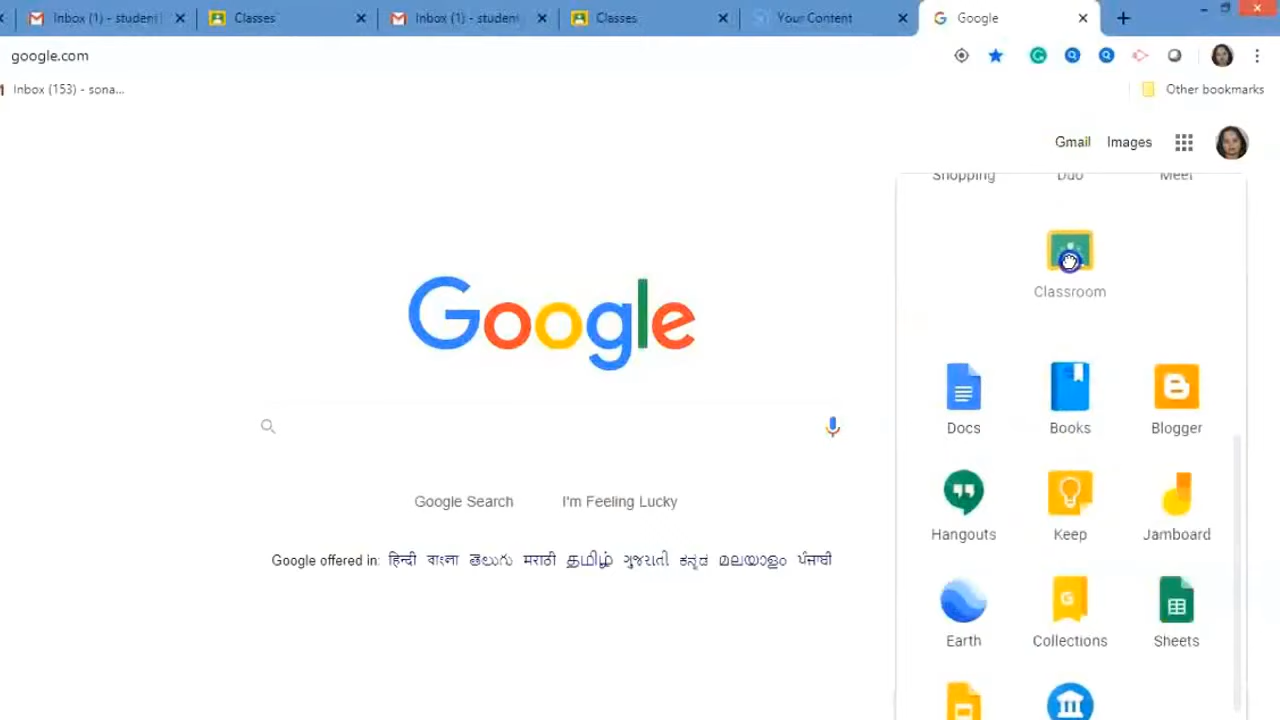 Inbox (1) - student
Classes
Inbox (1) - student
Classes
Your Content
Google
google.com
Inbox (153) - sona...
Other bookmarks
Gmail
Images
Shopping
Duo
Meet
Classroom
Google
Docs
Books
Blogger
Google Search
I'm Feeling Lucky
Hangouts
Keep
Jamboard
Google offered in: हिन्दी বাংলা తెలుగు मराठी தமிழ் ગુજરાતી ಕನ್ನಡ മലയാളം ਪੰਜਾਬੀ
Earth
Collections
Sheets